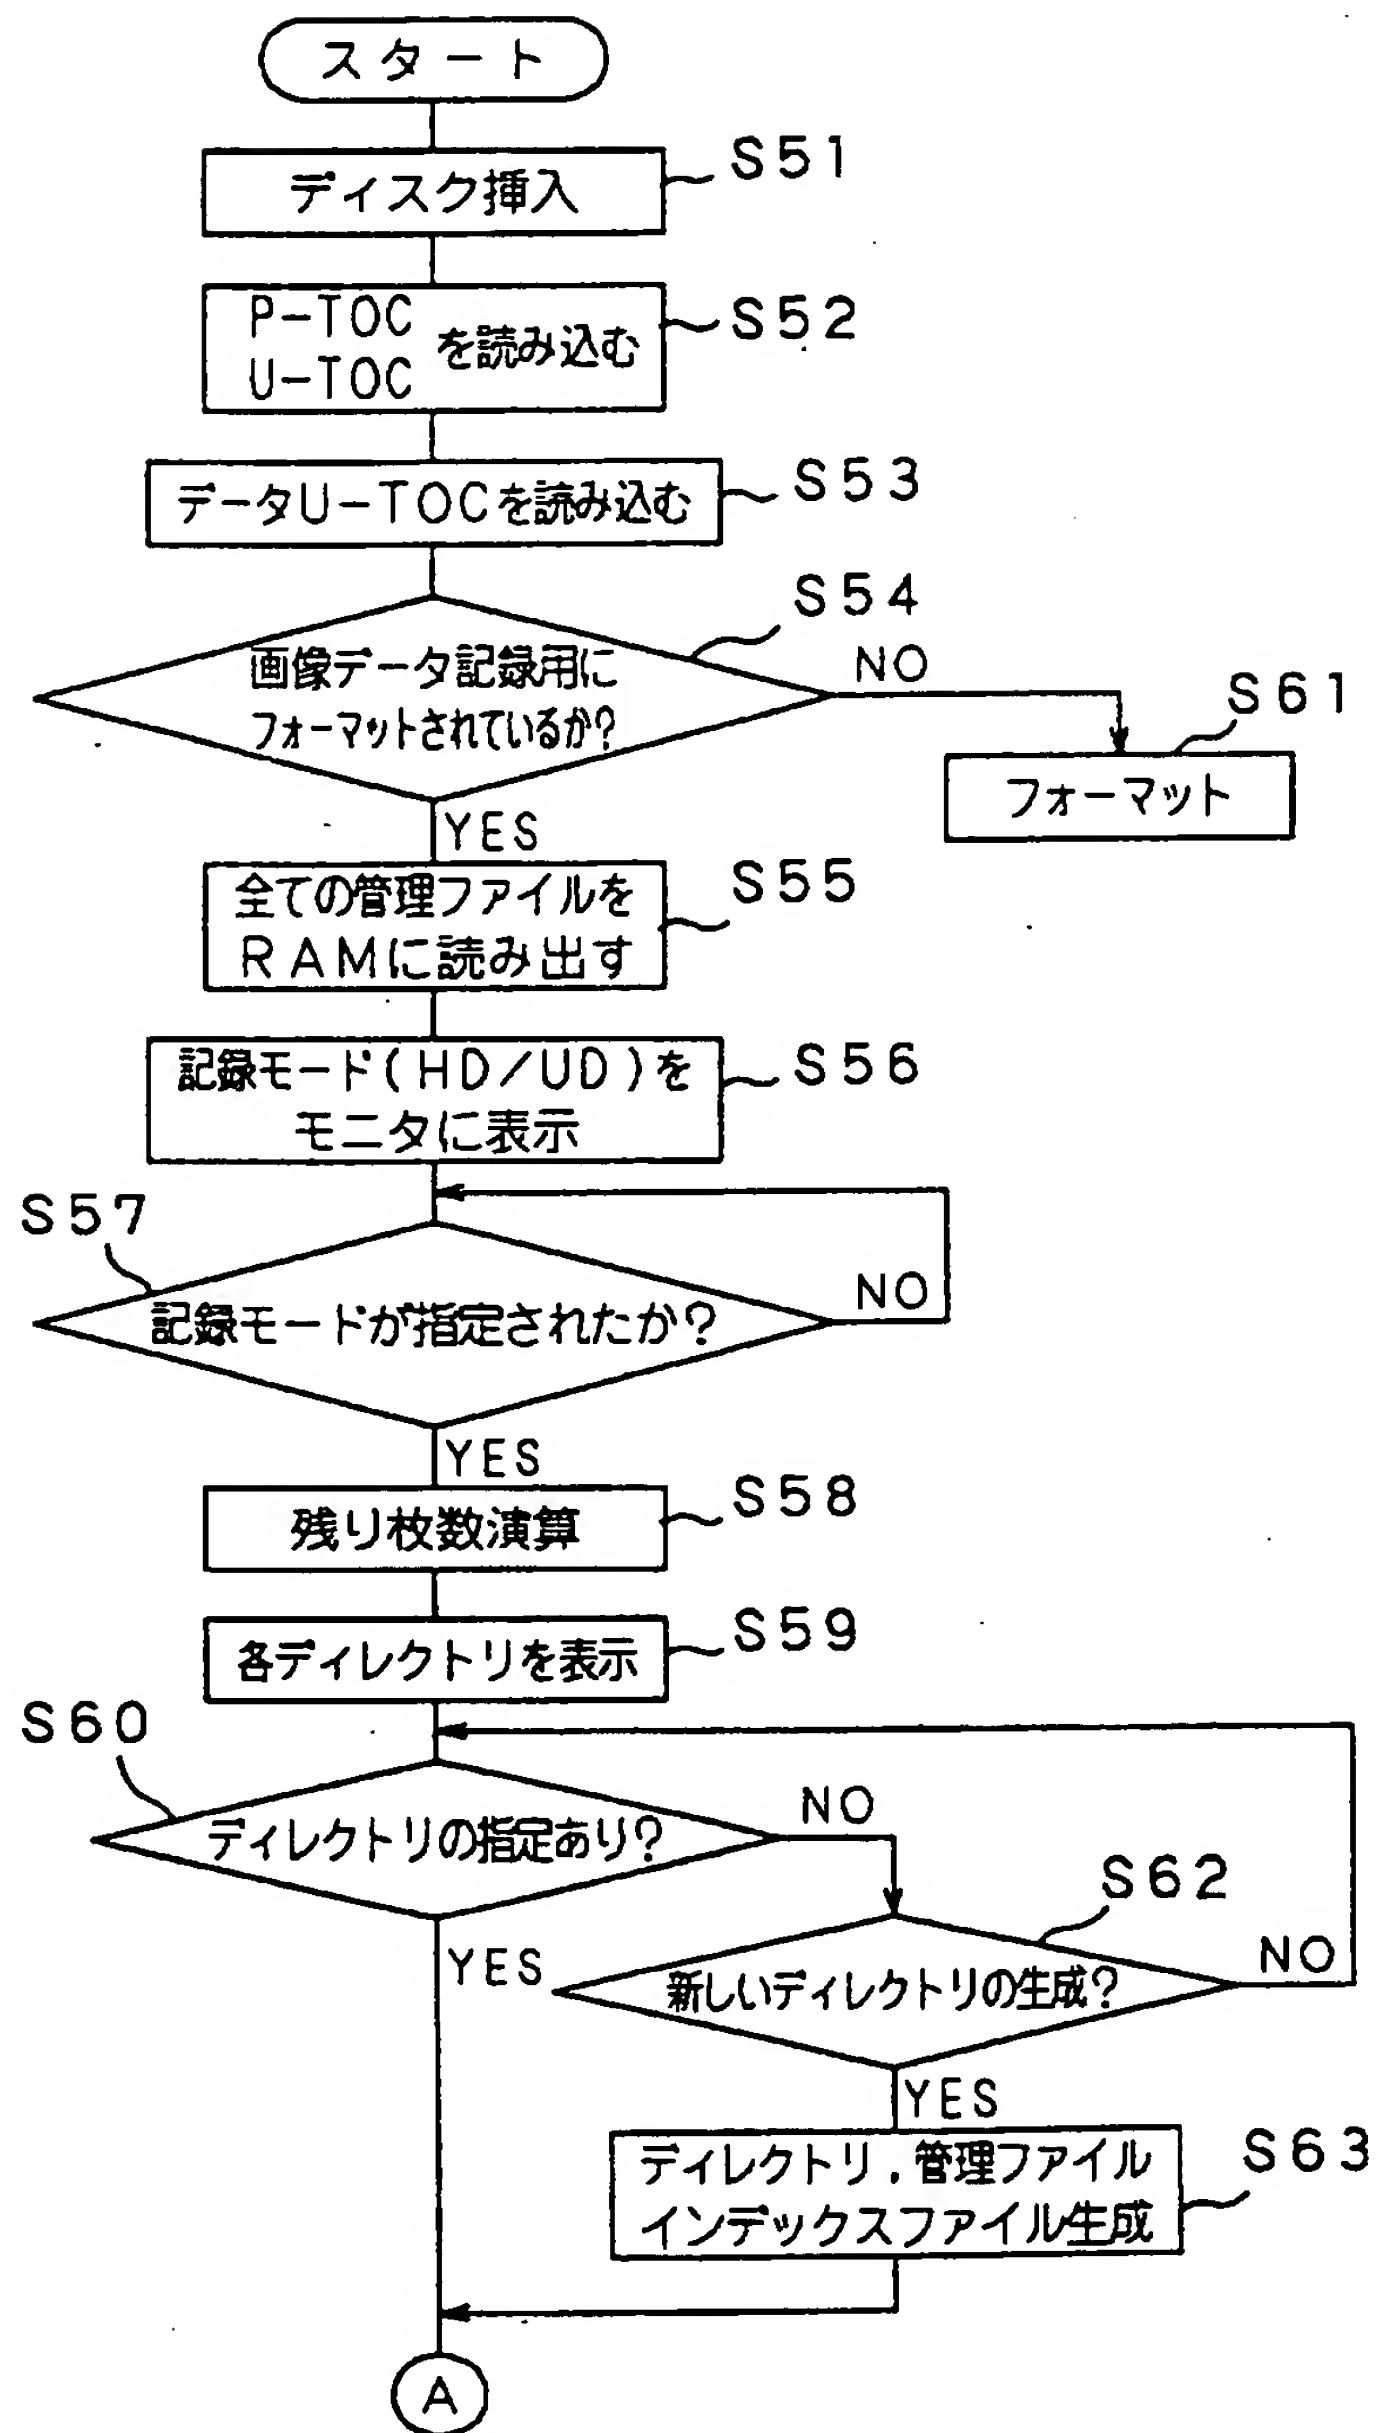 スタート
S51
ディスク挿入
S52
P-TOC
U-TOC
を読み込む
S53
データU-TOCを読み込む
S54
画像データ記録用に
フォーマットされているか?
NO
S61
フォーマット
YES
S55
全ての管理ファイルを
RAMに読み出す
S56
記録モード(HD/UD)を
モニタに表示
S57
記録モードが指定されたか?
NO
YES
S58
残り枚数演算
S59
各ディレクトリを表示
S60
ディレクトリの指定あり?
NO
S62
新しいディレクトリの生成?
NO
YES
YES
S63
ディレクトリ.管理ファイル
インデックスファイル生成
A